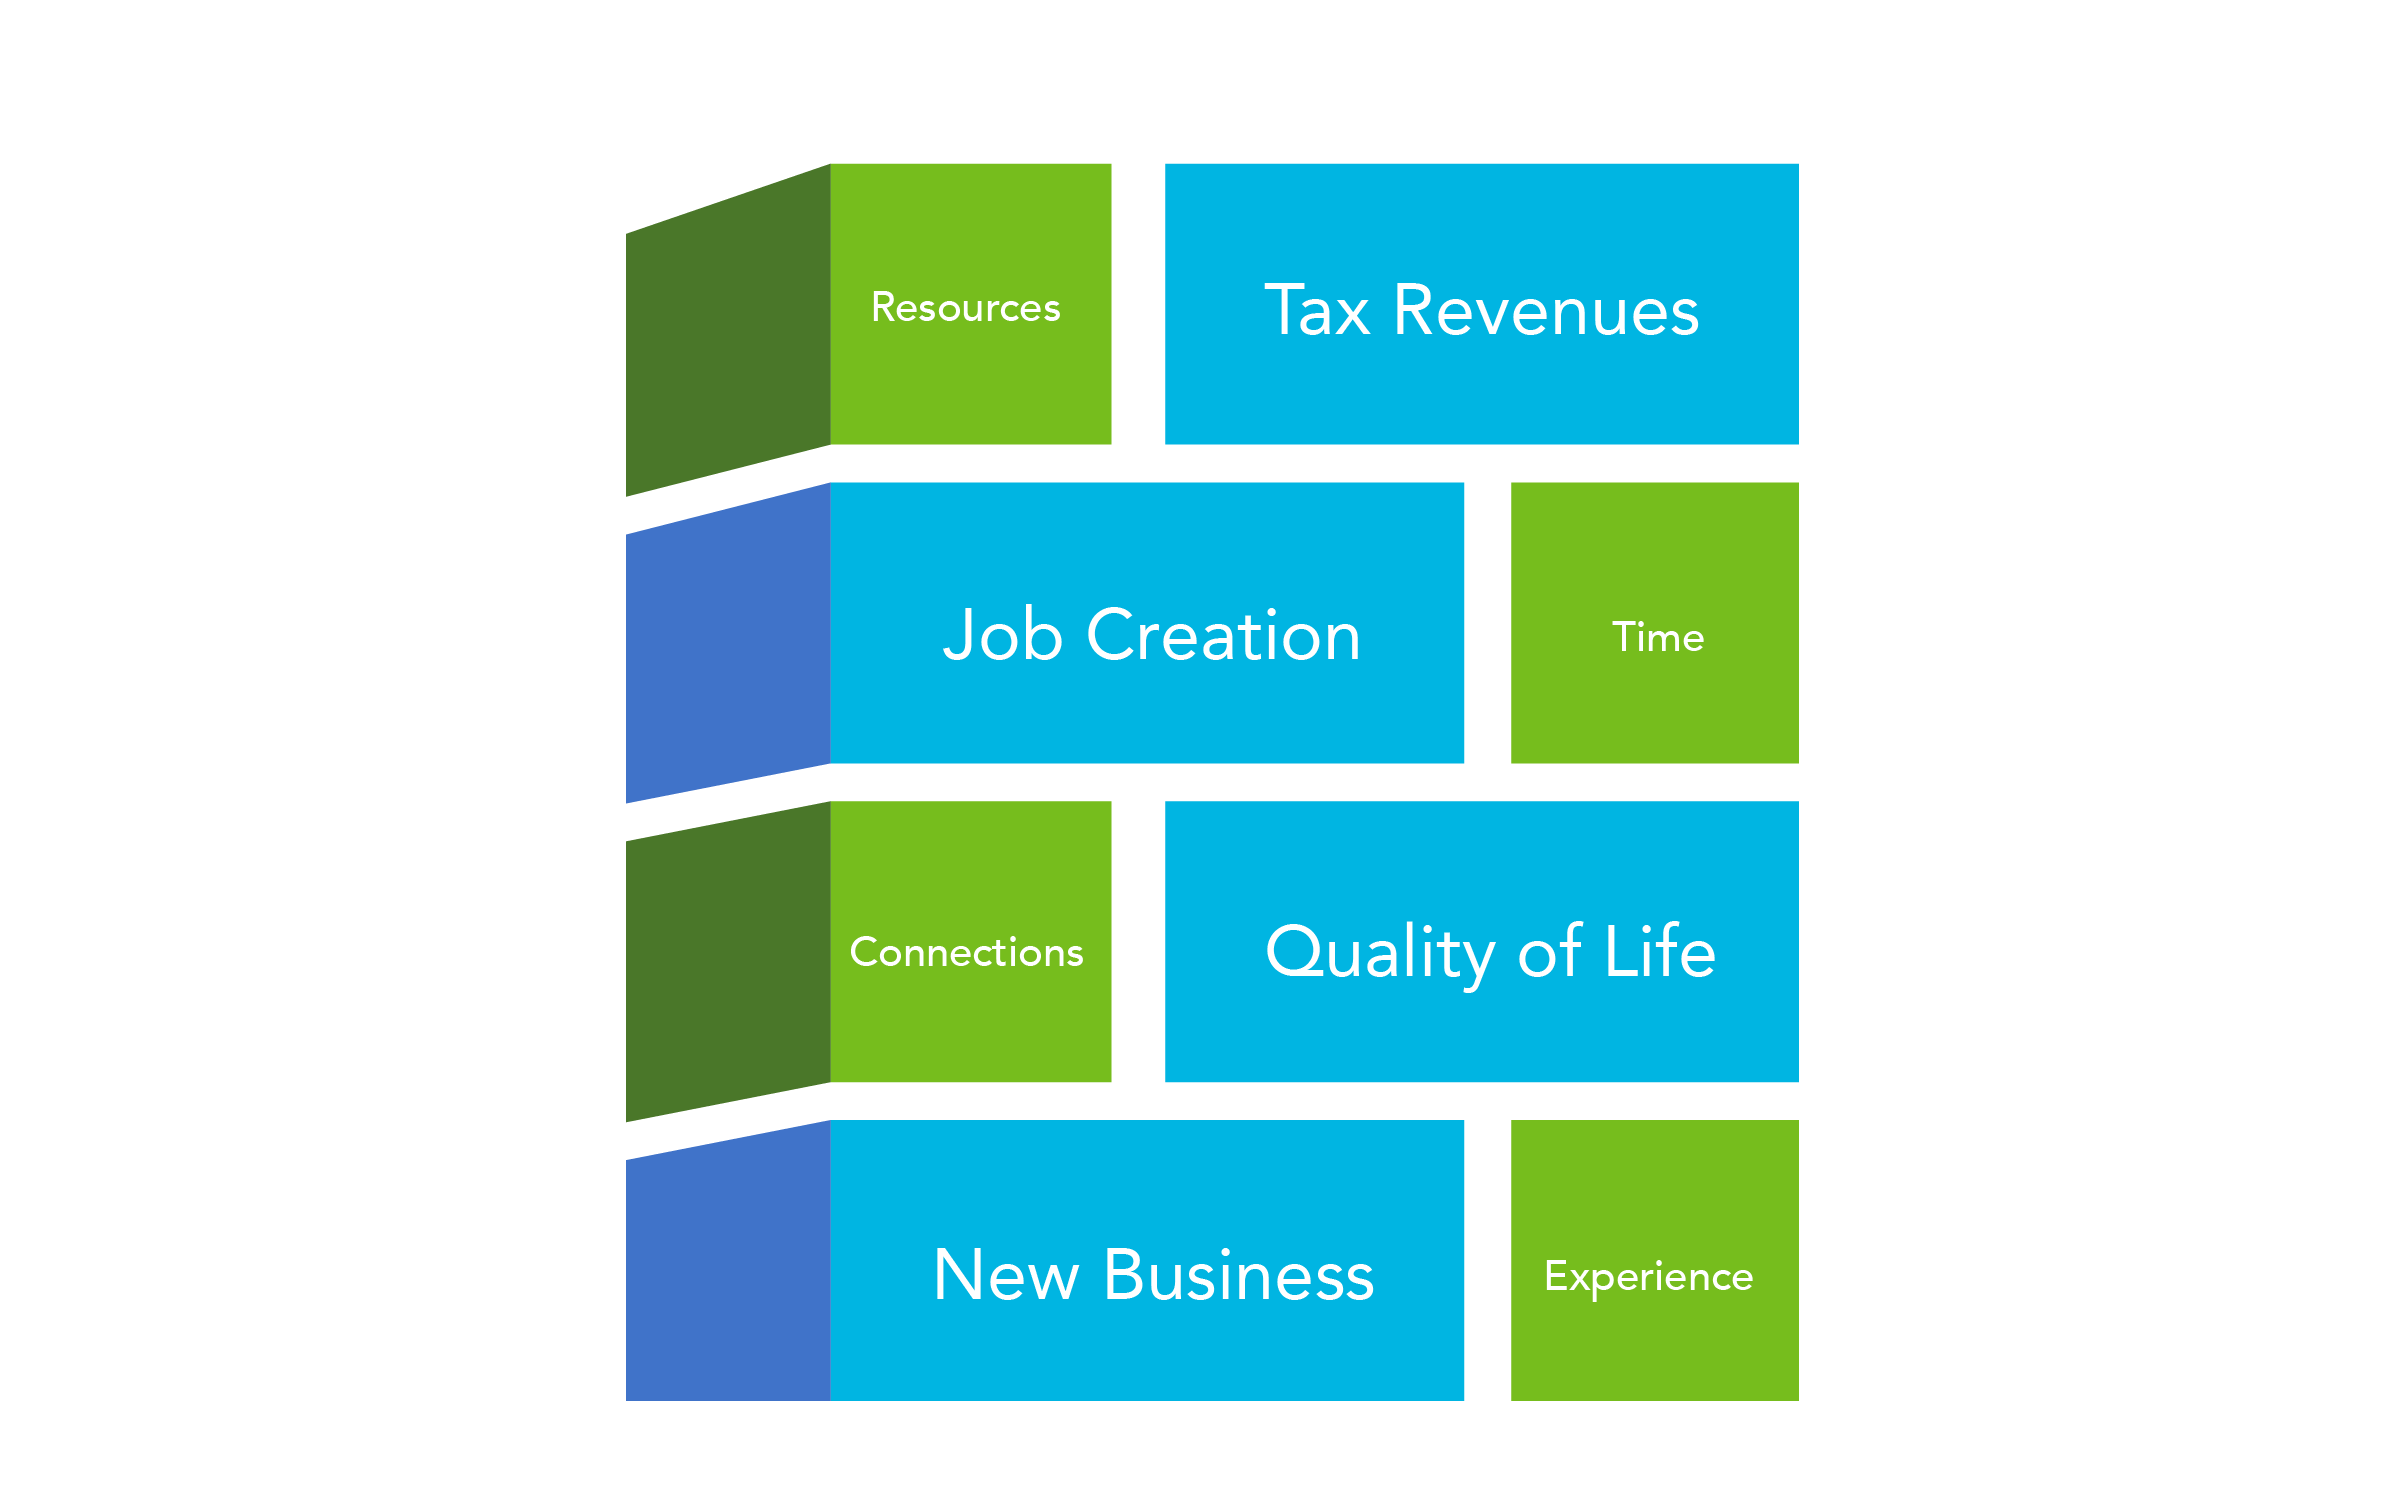 Resources
Tax Revenues
Job Creation
Time
Connections
Quality of Life
New Business
Experience